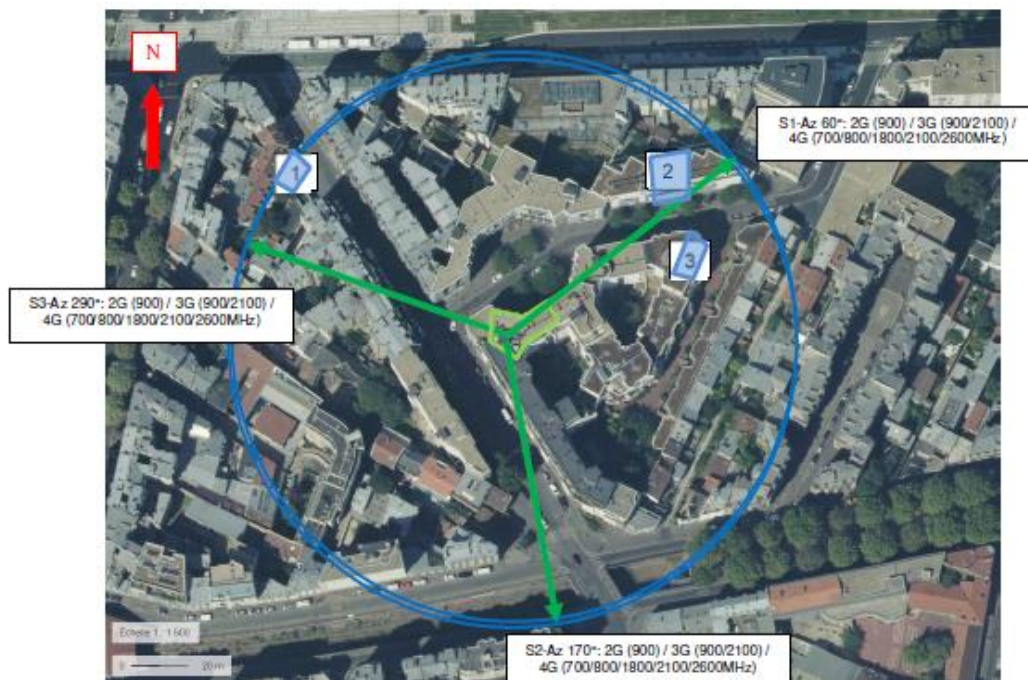 N
S1-Az 60°: 2G (900) / 3G (900/2100) /
4G (700/800/1800/2100/2600MHz)
1
2
3
S3-Az 290°: 2G (900) / 3G (900/2100) /
4G (700/800/1800/2100/2600MHz)
Échelle 1 : 1 500
0 20 m
S2-Az 170°: 2G (900) / 3G (900/2100) /
4G (700/800/1800/2100/2600MHz)